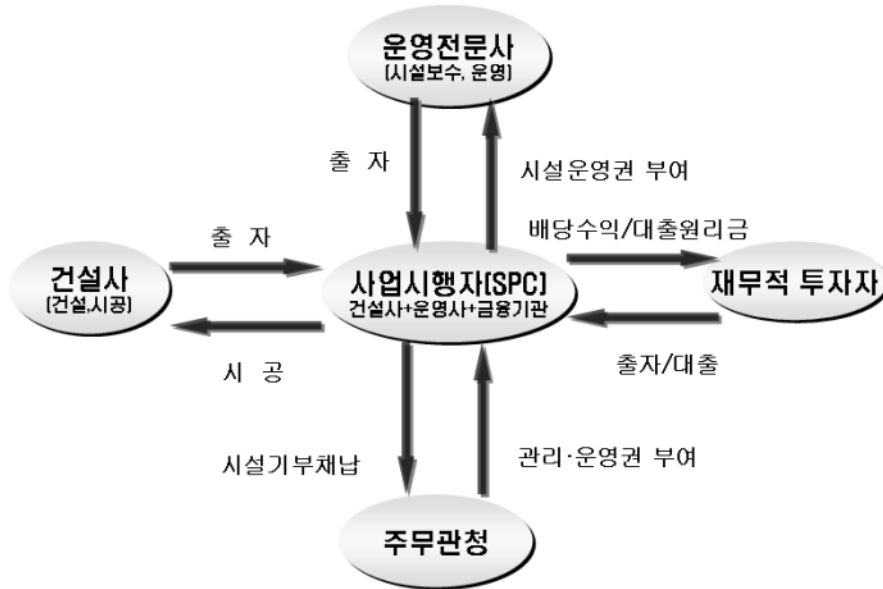 운영전문사
(시설보수, 운영)
출 자
시설운영권 부여
출 자
배당수익/대출원리금
건설사
(건설,시공)
사업시행자(SPC)
건설사+운영사+금융기관
재무적 투자자
시 공
출자/대출
시설기부채납
관리·운영권 부여
주무관청